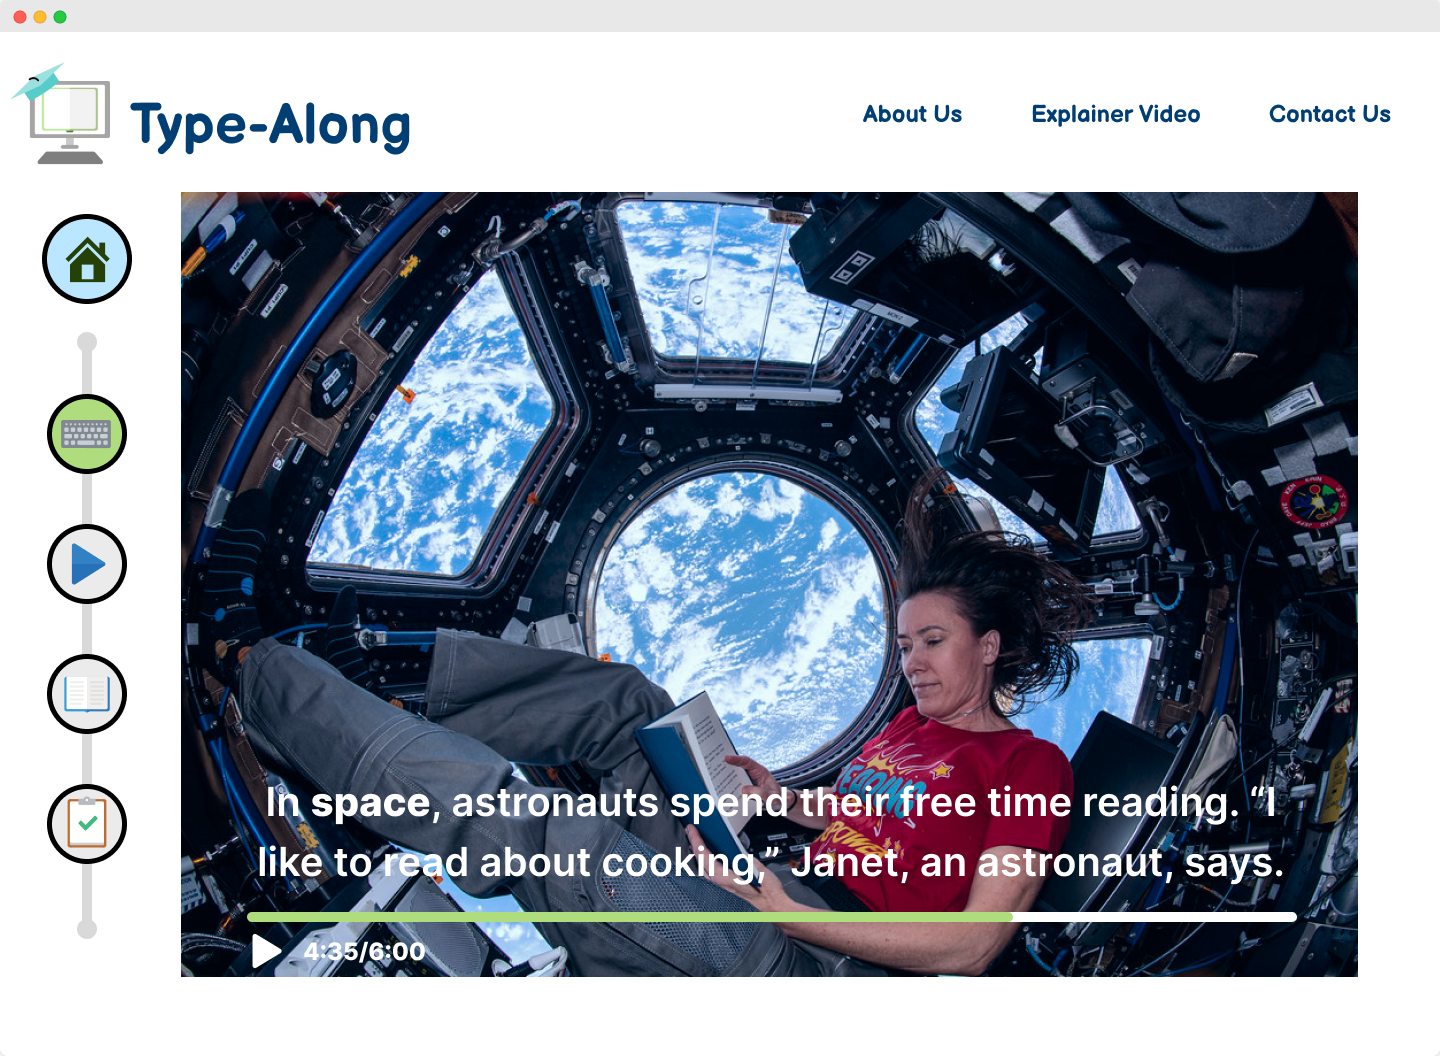 Type-Along
About Us
Explainer Video
Contact Us
In space, astronauts spend their free time reading. “I
like to read about cooking,” Janet, an astronaut, says.
4:35/6:00